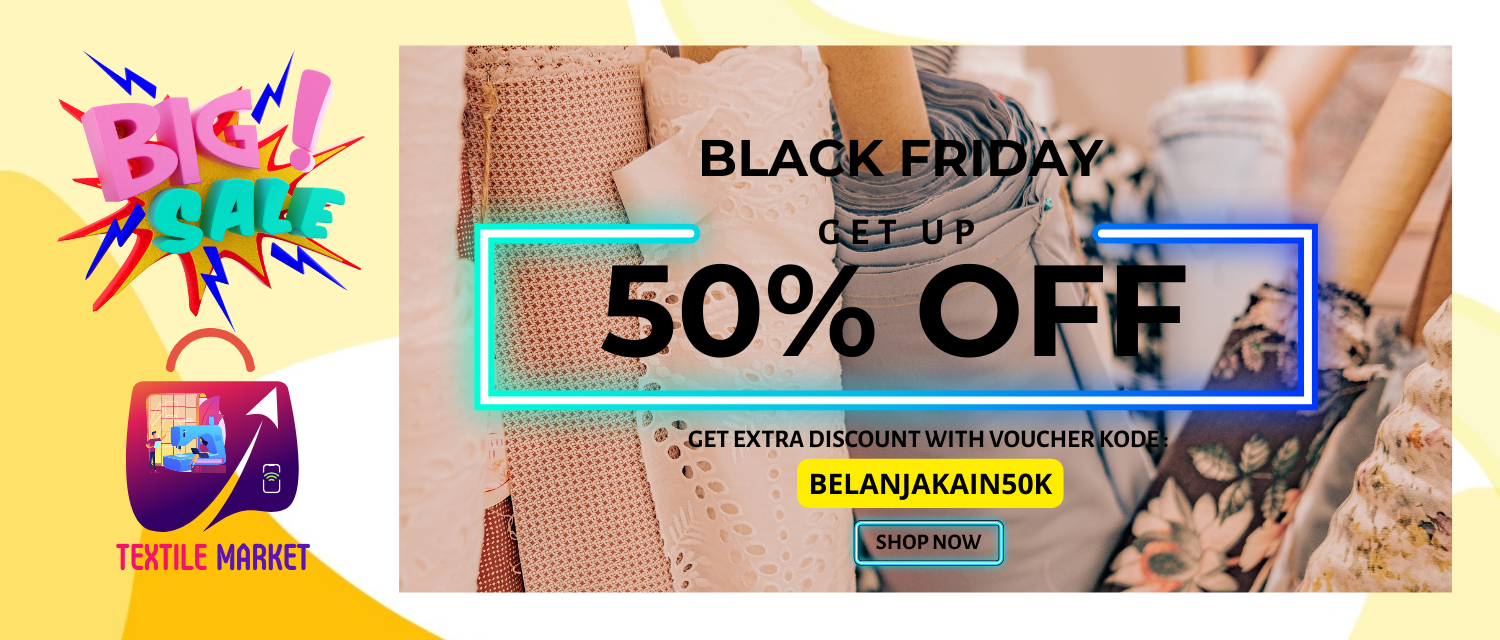 BIG!
SALE
TEXTILE MARKET
BLACK FRIDAY
GET UP
50% OFF
GET EXTRA DISCOUNT WITH VOUCHER KODE:
BELANJAKAIN50K
SHOP NOW